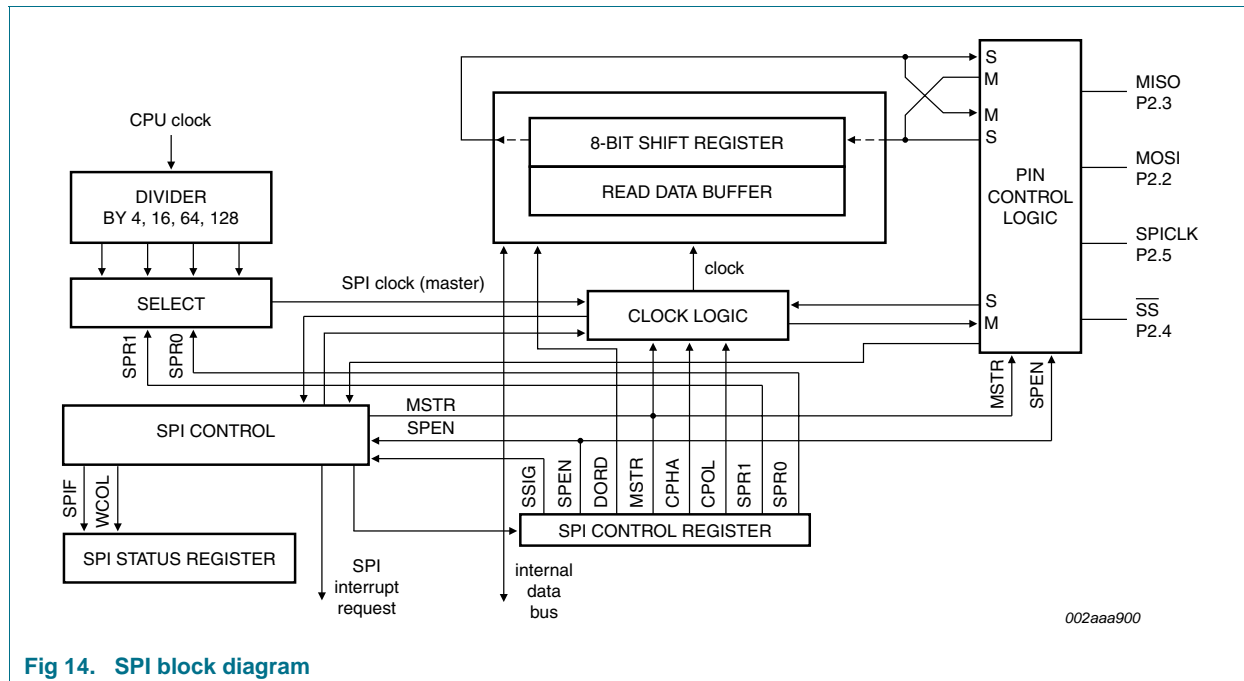 CPU clock
DIVIDER
BY 4, 16, 64, 128
SELECT
SPR1
SPR0
SPI clock (master)
8-BIT SHIFT REGISTER
READ DATA BUFFER
clock
CLOCK LOGIC
S
M
M
S
PIN
CONTROL
LOGIC
S
M
MISO
P2.3
MOSI
P2.2
SPICLK
P2.5
SS
P2.4
MSTR
SPEN
SPI CONTROL
MSTR
SPEN
SPIF
WCOL
SPI STATUS REGISTER
SPI
interrupt
request
SSIG
SPEN
DORD
MSTR
CPHA
CPOL
SPR1
SPR0
SPI CONTROL REGISTER
internal
data
bus
002aaa900
Fig 14. SPI block diagram